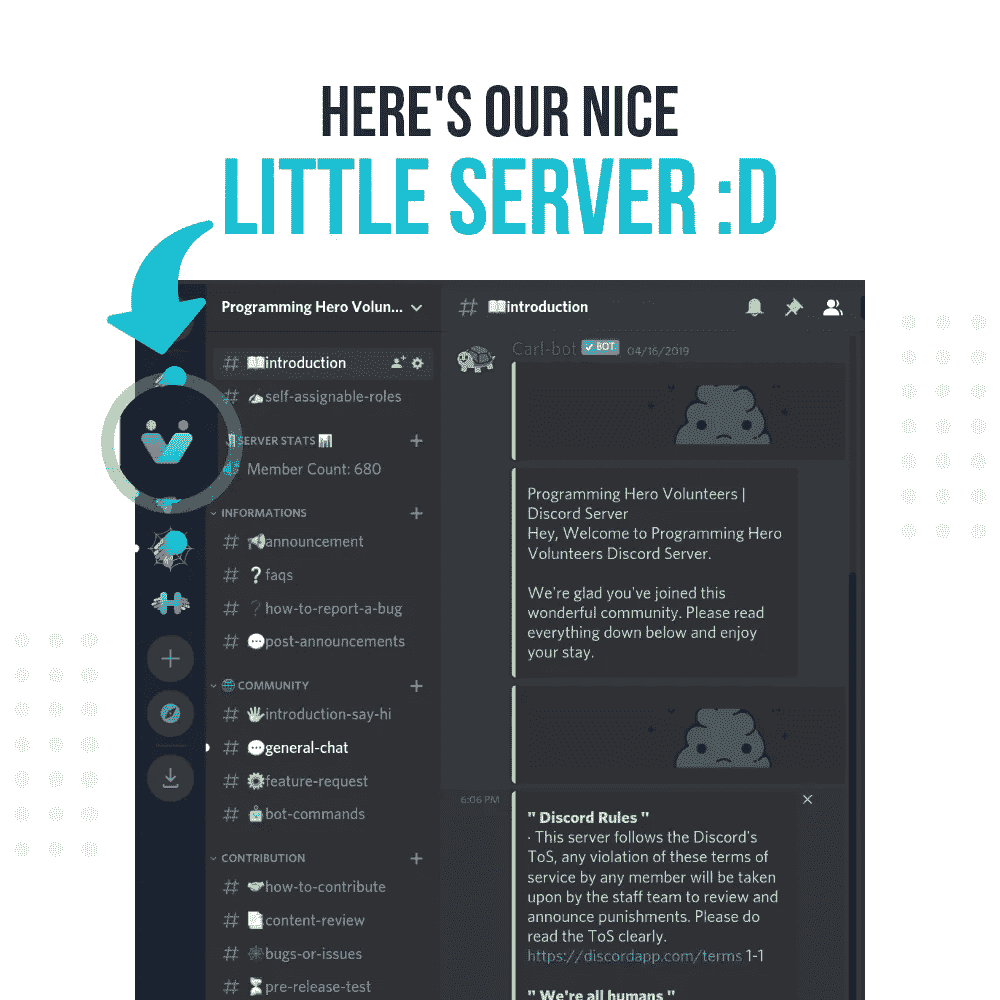 HERE'S OUR NICE
LITTLE SERVER :D
Programming Hero Volun...
# introduction
# self-assignable-roles
SERVER STATS
Member Count: 680
INFORMATIONS
# announcement
# ?faqs
# ?how-to-report-a-bug
# post-announcements
COMMUNITY
# introduction-say-hi
# general-chat
# feature-request
# bot-commands
CONTRIBUTION
# how-to-contribute
# content-review
# bugs-or-issues
# pre-release-test
# introduction
Carl-bot BOT 04/16/2019
Programming Hero Volunteers |
Discord Server
Hey, Welcome to Programming Hero
Volunteers Discord Server.
We're glad you've joined this
wonderful community. Please read
everything down below and enjoy
your stay.
6:06 PM
" Discord Rules "
· This server follows the Discord's
ToS, any violation of these terms of
service by any member will be taken
upon by the staff team to review and
announce punishments. Please do
read the ToS clearly.
https://discordapp.com/terms 1-1
" We're all humans "